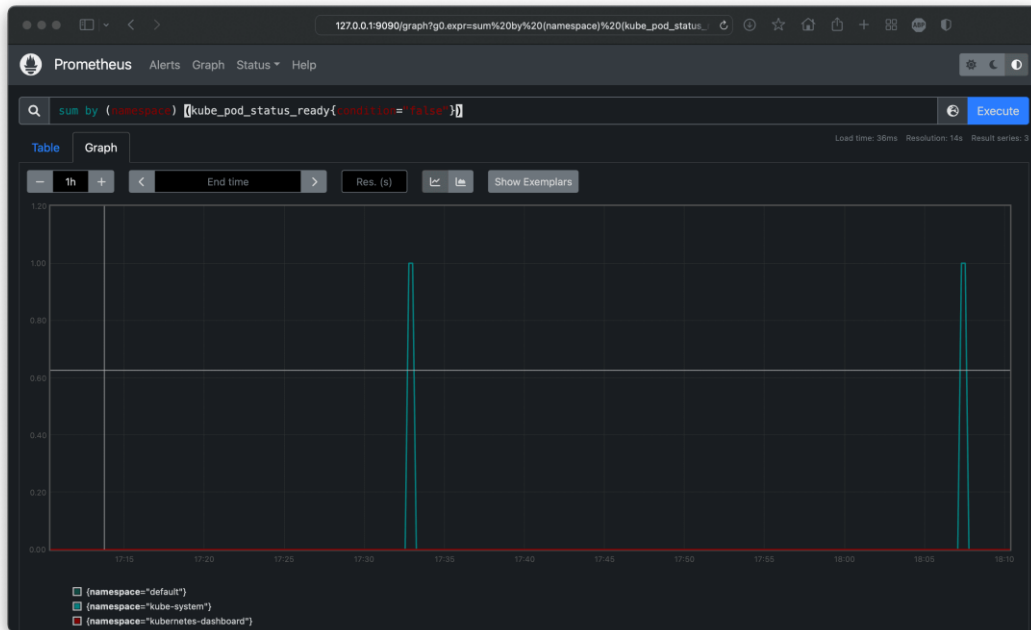 127.0.0.1:9090/graph?g0.expr=sum%20by%20(namespace)%20(kube_pod_status_
ABP
Prometheus Alerts Graph Status Help
sum by (namespace) (kube_pod_status_ready{condition="false"})
Execute
Load time: 36ms Resolution: 14s Result series: 3
Table Graph
− 1h + < End time > Res. (s) Show Exemplars
1.20
1.00
0.80
0.60
0.40
0.20
0.00
17:15 17:20 17:25 17:30 17:35 17:40 17:45 17:50 17:55 18:00 18:05 18:10
{namespace="default"}
{namespace="kube-system"}
{namespace="kubernetes-dashboard"}